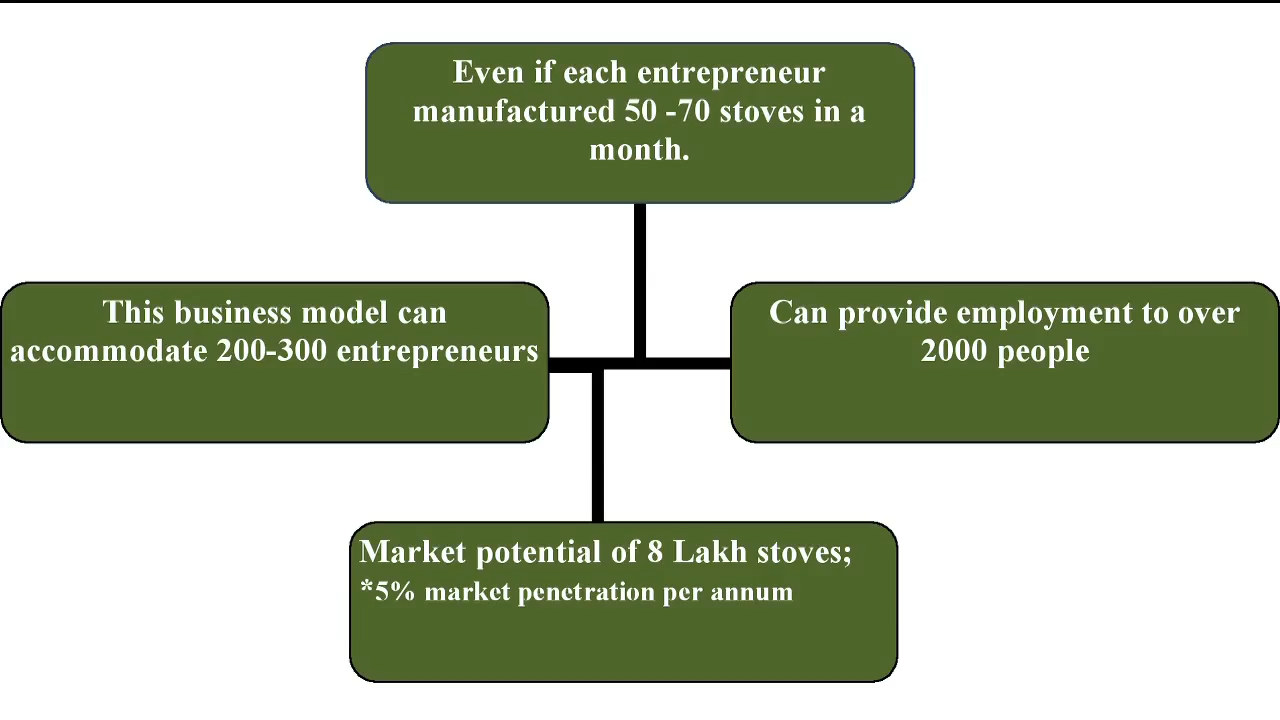 Even if each entrepreneur
manufactured 50 -70 stoves in a
month.
This business model can
accommodate 200-300 entrepreneurs
Can provide employment to over
2000 people
Market potential of 8 Lakh stoves;
*5% market penetration per annum